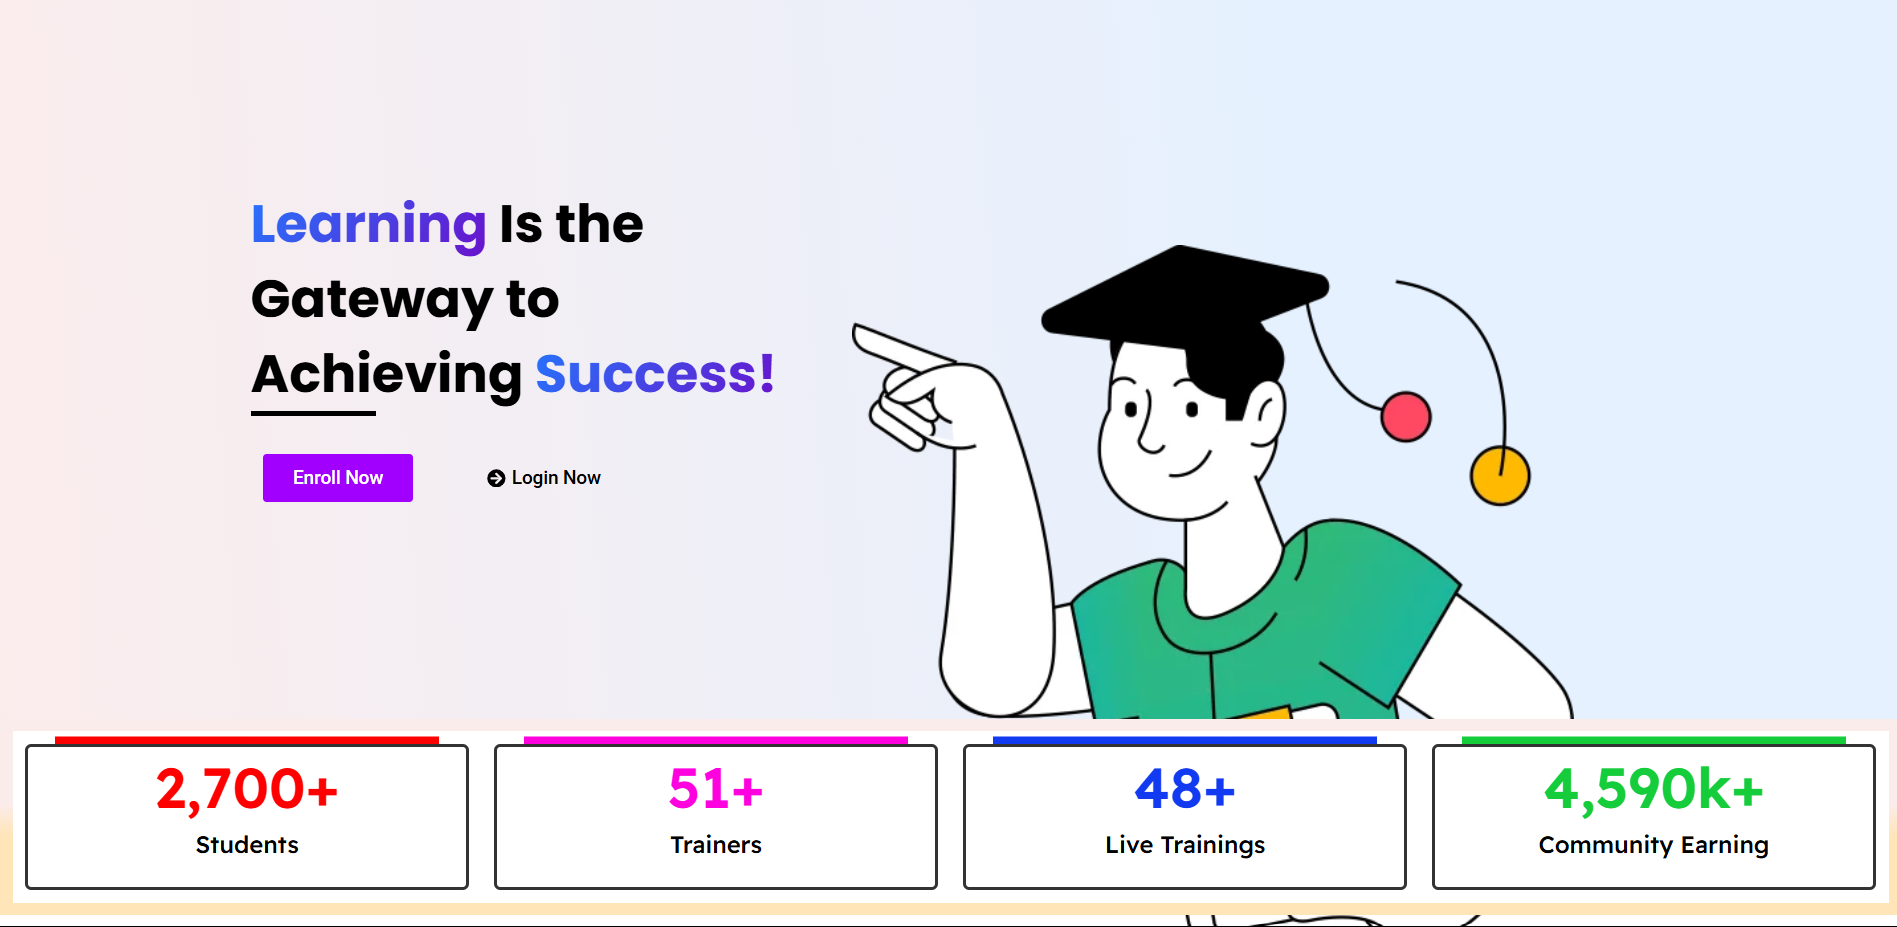 Learning Is the
Gateway to
Achieving Success!
Enroll Now
Login Now
2,700+
Students
51+
Trainers
48+
Live Trainings
4,590k+
Community Earning